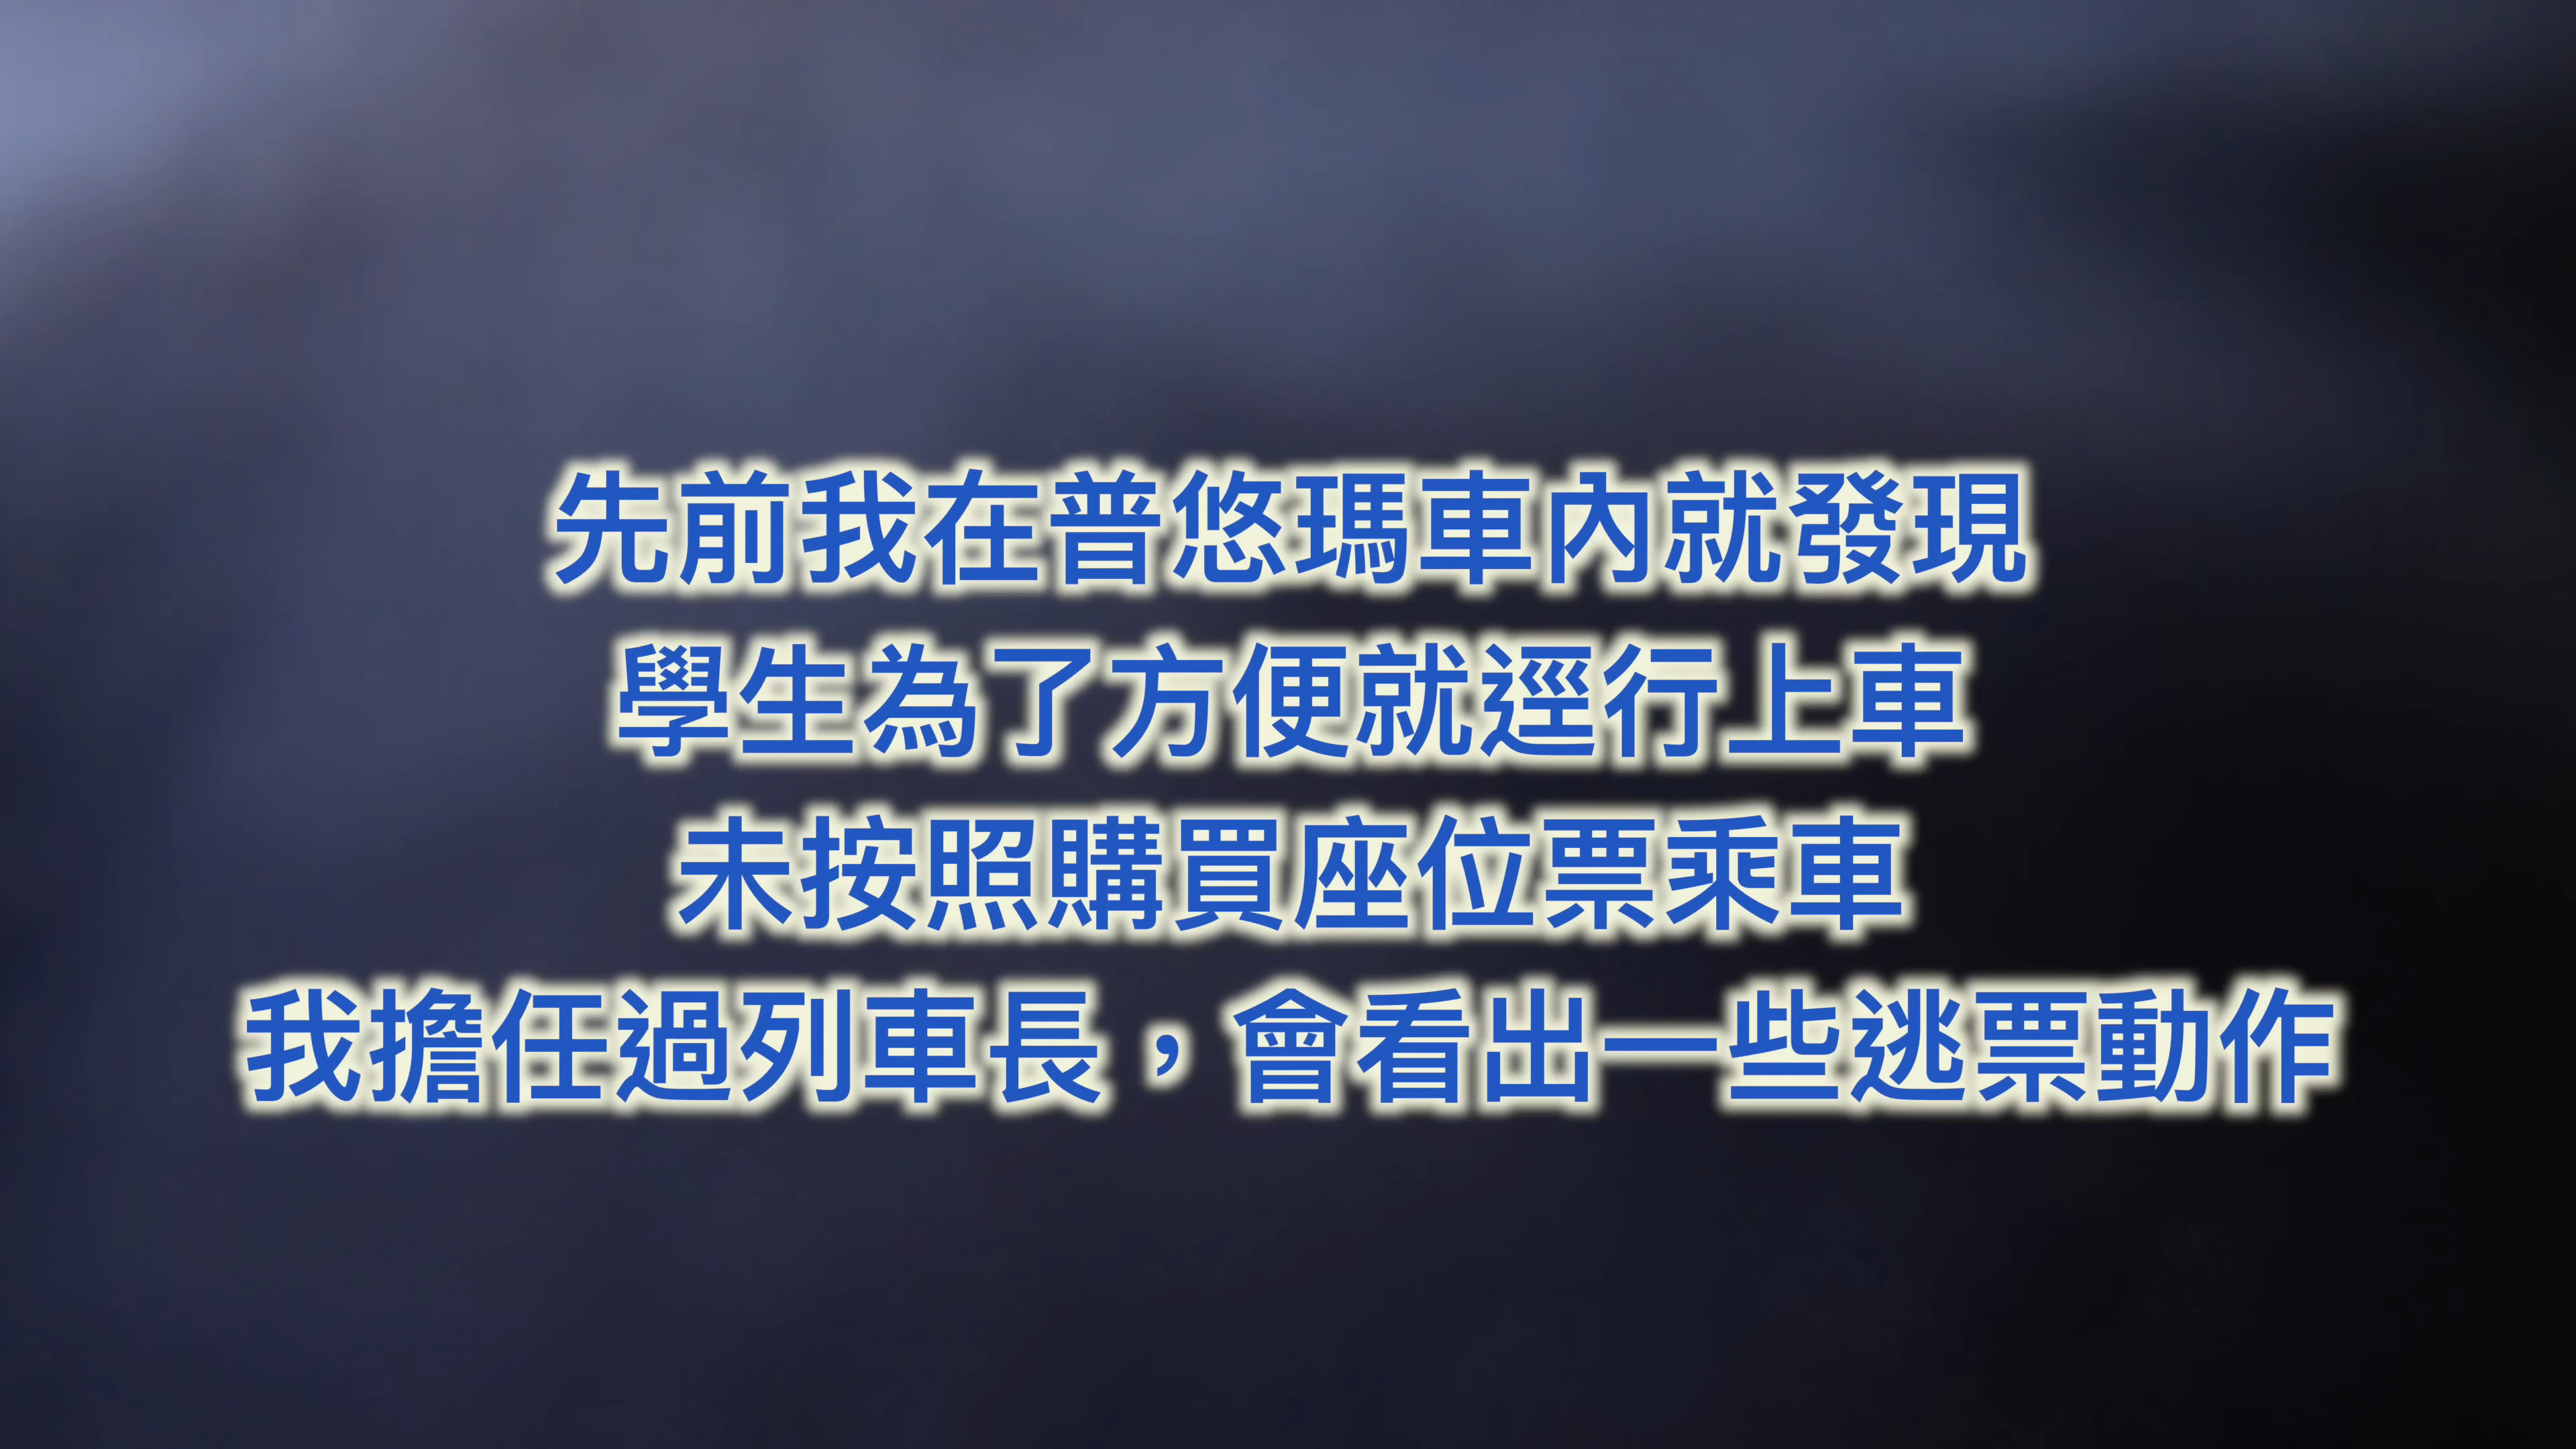 先前我在普悠瑪車內就發現
學生為了方便就逕行上車
未按照購買座位票乘車
我擔任過列車長，會看出一些逃票動作